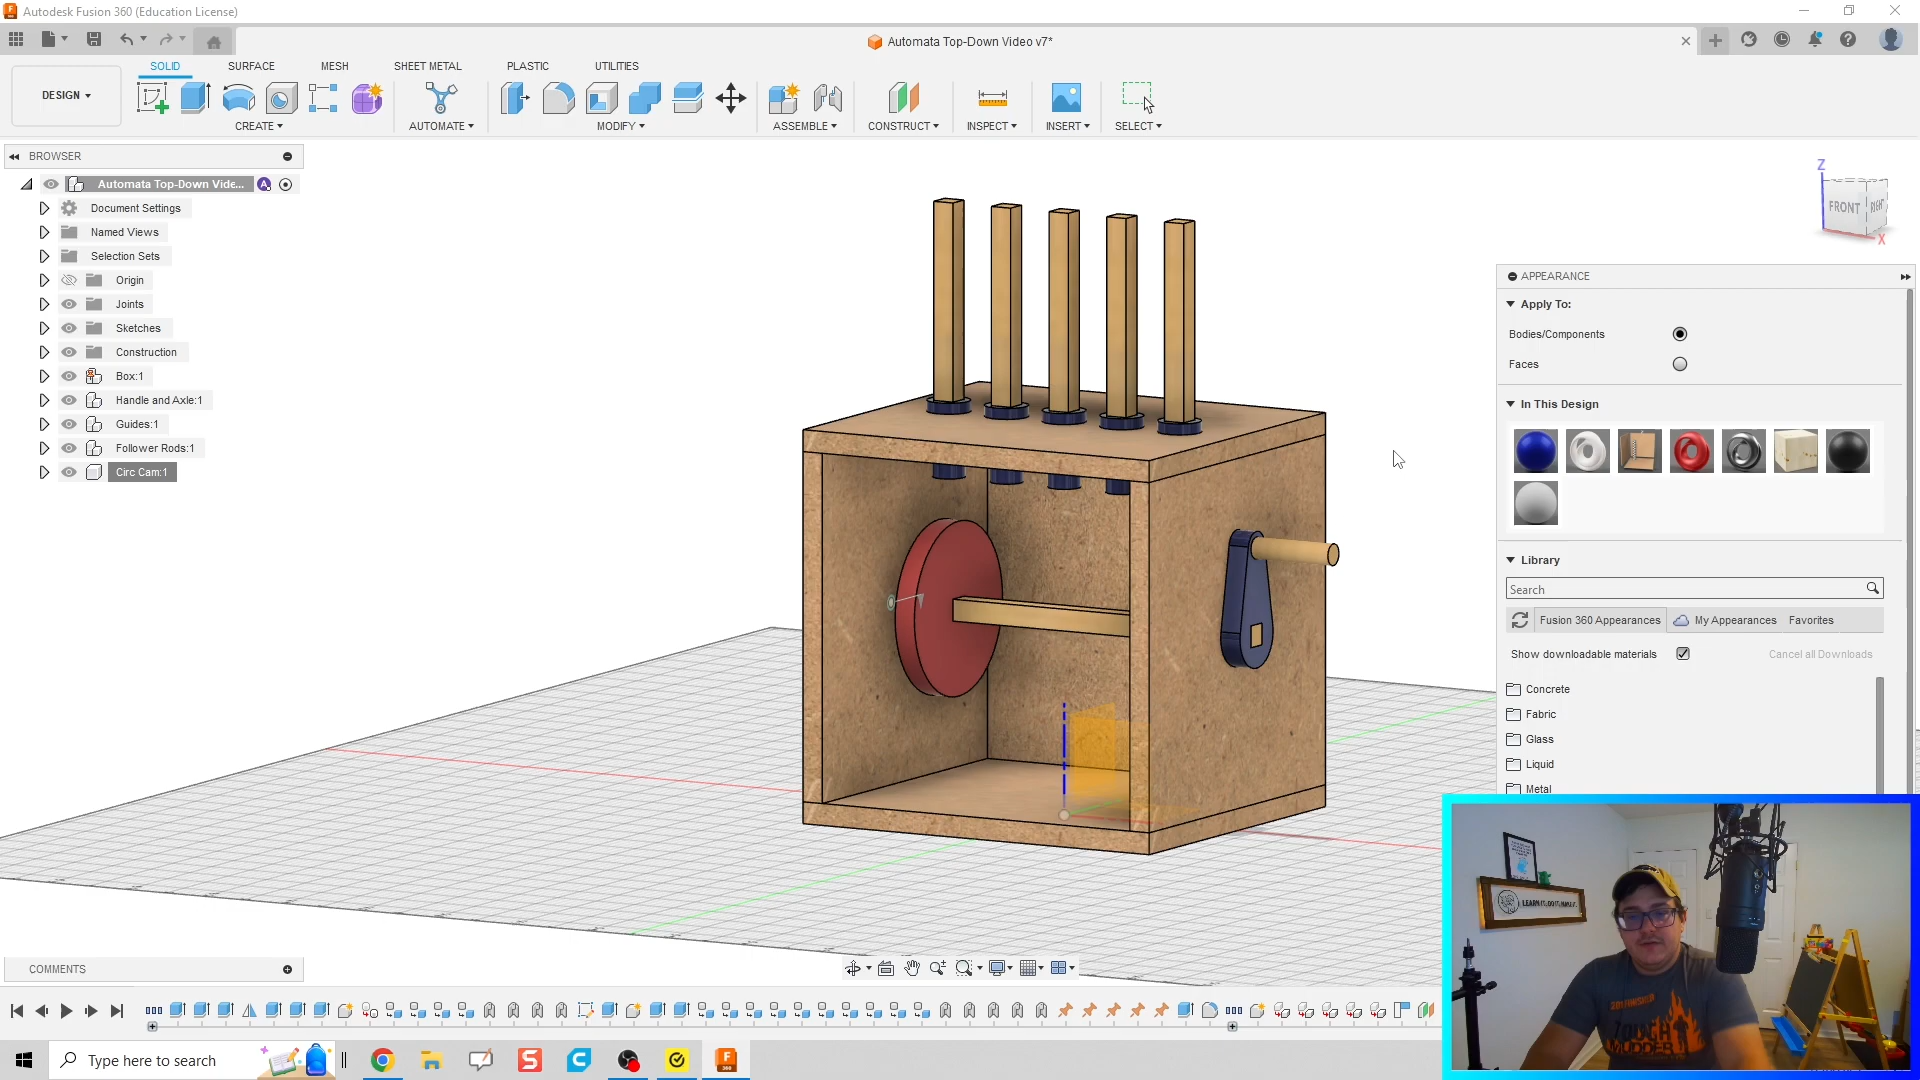 Autodesk Fusion 360 (Education License)
Automata Top-Down Video v7*
SOLID SURFACE MESH SHEET METAL PLASTIC UTILITIES
DESIGN
CREATE AUTOMATE MODIFY ASSEMBLE CONSTRUCT INSPECT INSERT SELECT
BROWSER
Automata Top-Down Vide...
A
Document Settings
Named Views
Selection Sets
Origin
Joints
Sketches
Construction
Box:1
Handle and Axle:1
Guides:1
Follower Rods:1
Circ Cam:1
Z
FRONT
RIGHT
X
APPEARANCE
Apply To:
Bodies/Components
Faces
In This Design
Library
Search
Fusion 360 Appearances My Appearances Favorites
Show downloadable materials Cancel all Downloads
Concrete
Fabric
Glass
Liquid
Metal
COMMENTS
Type here to search
TOUGH
MUDDER